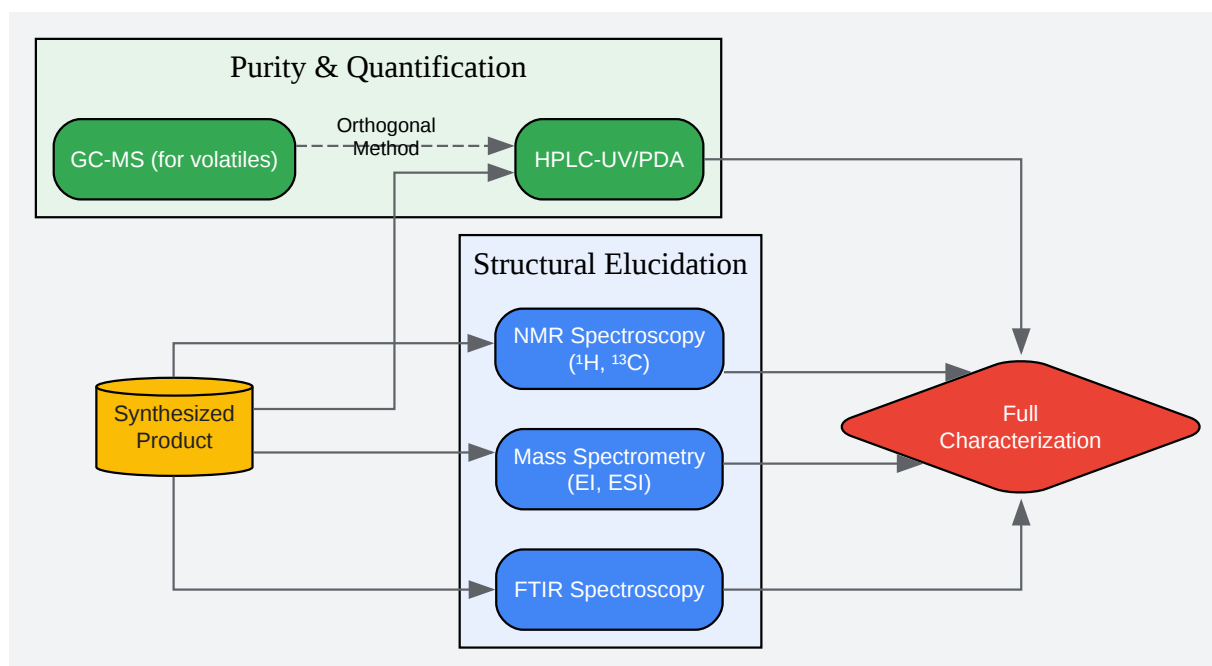 Purity & Quantification
GC-MS (for volatiles)
Orthogonal
Method
HPLC-UV/PDA
Structural Elucidation
NMR Spectroscopy
(¹H, ¹³C)
Synthesized
Product
Mass Spectrometry
(EI, ESI)
FTIR Spectroscopy
Full
Characterization